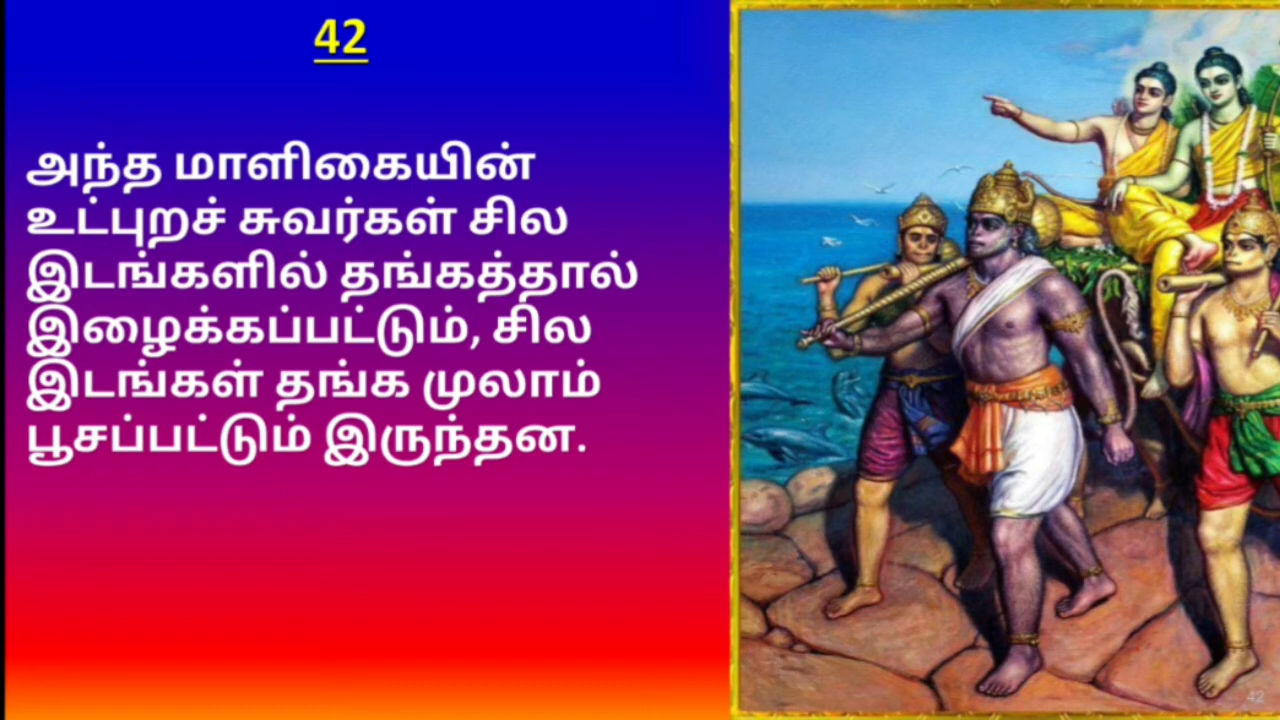 42
அந்த மாளிகையின்
உட்புறச் சுவர்கள் சில
இடங்களில் தங்கத்தால்
இழைக்கப்பட்டும், சில
இடங்கள் தங்க முலாம்
பூசப்பட்டும் இருந்தன.
42